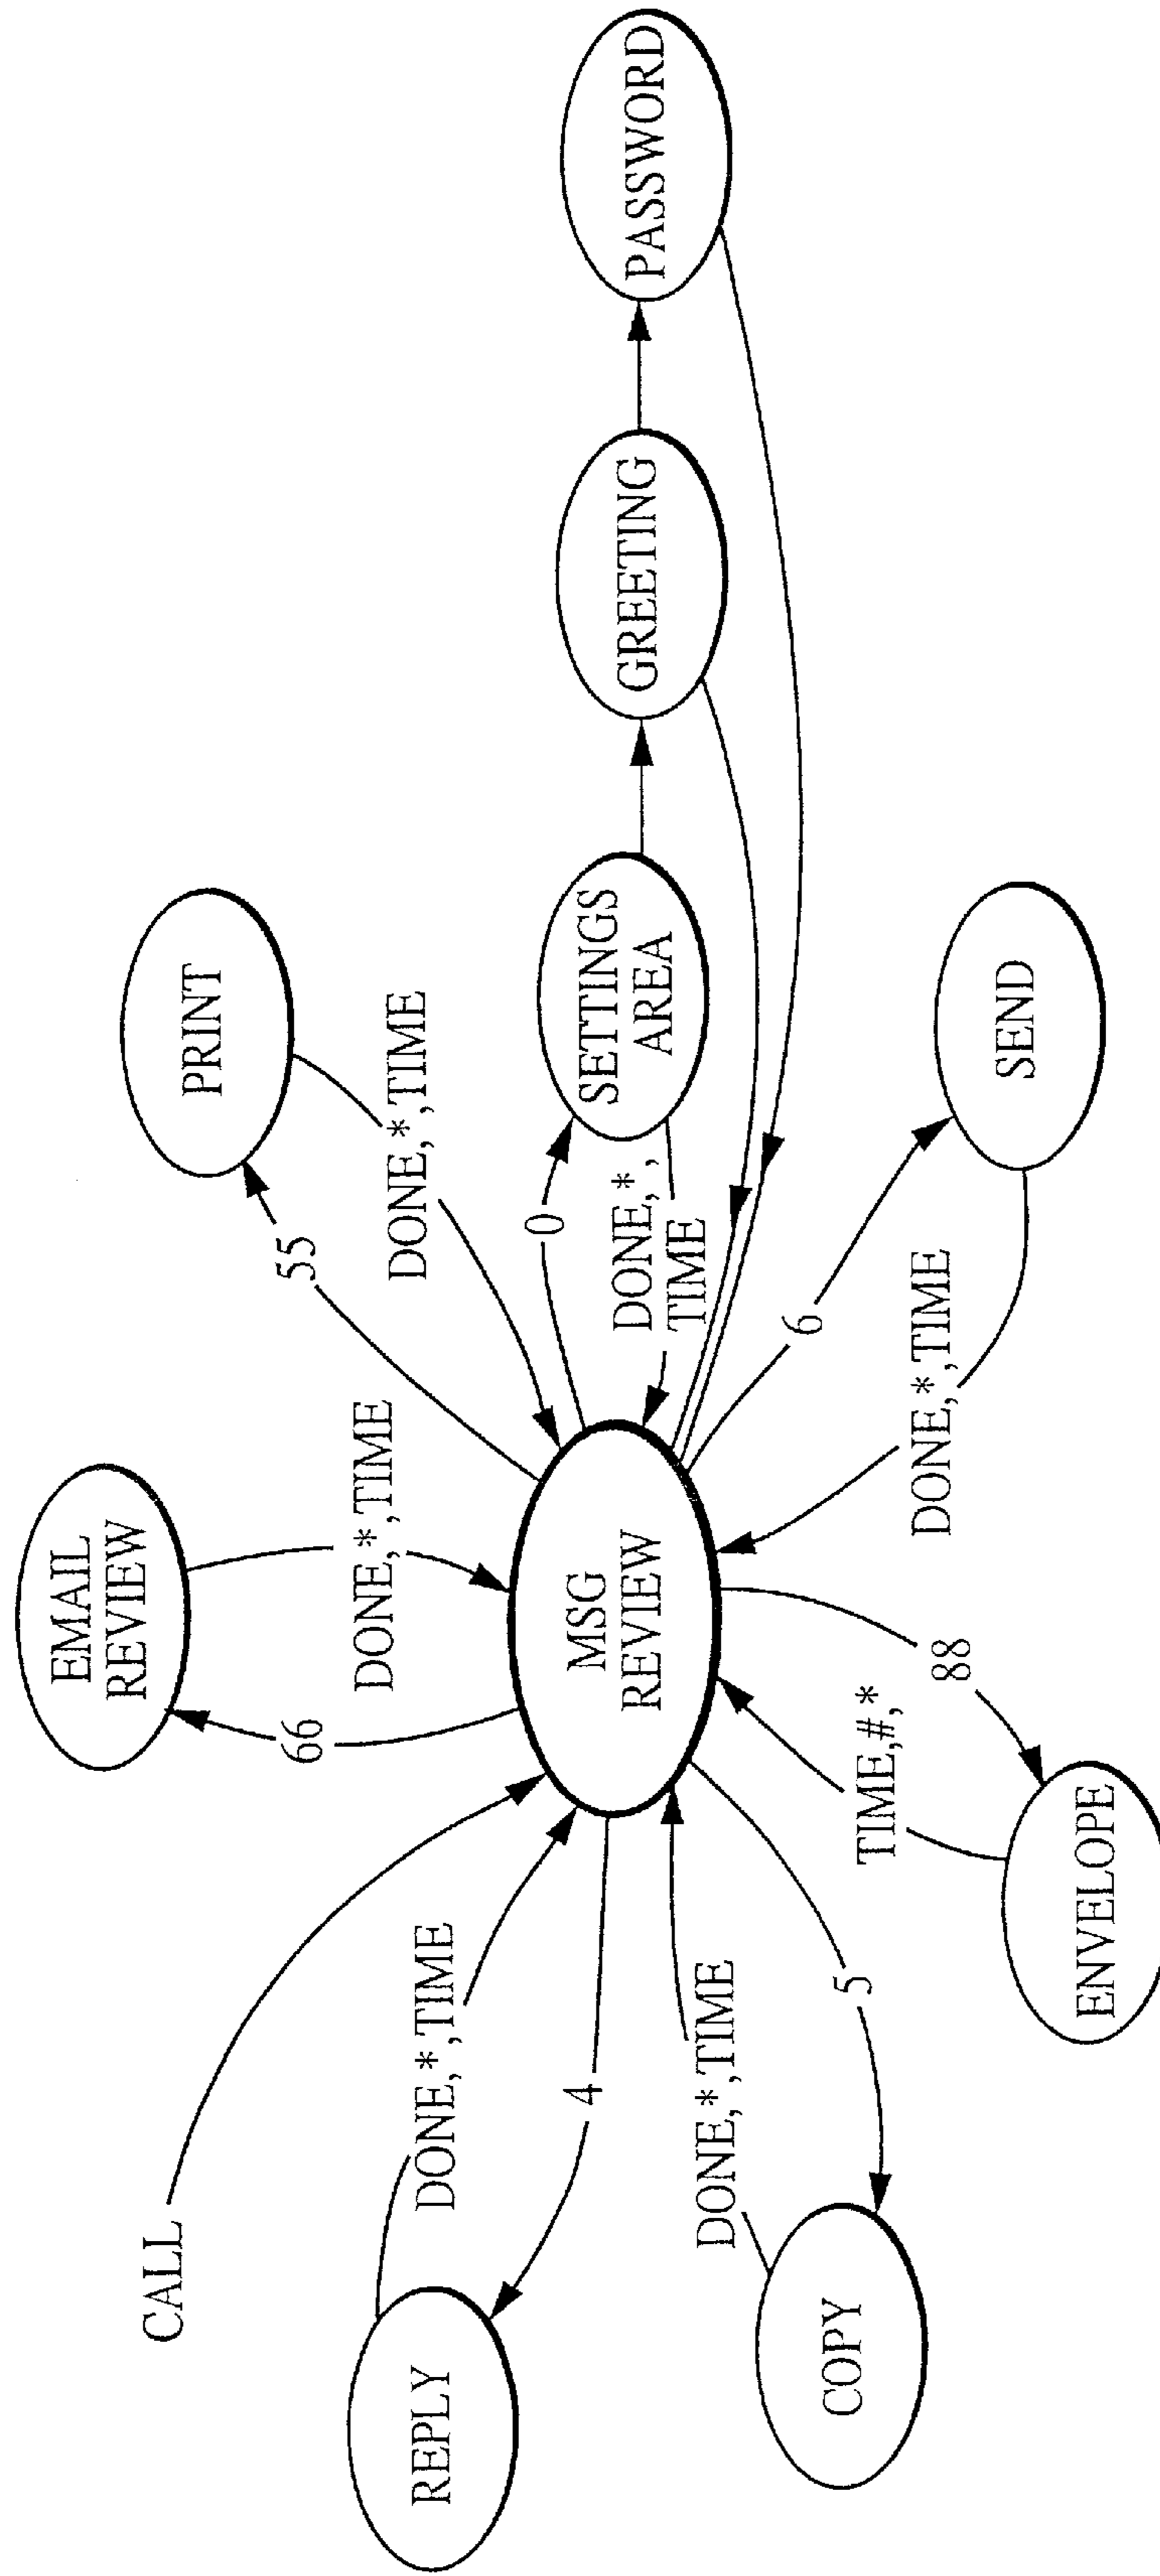 CALL
REPLY
DONE,*,TIME
4
COPY
DONE,*,TIME
5
EMAIL
REVIEW
66
DONE,*,TIME
MSG
REVIEW
ENVELOPE
TIME,#,*
88
PRINT
55
DONE,*,TIME
0
SETTINGS
AREA
DONE,*,
TIME
6
SEND
DONE,*,TIME
GREETING
PASSWORD